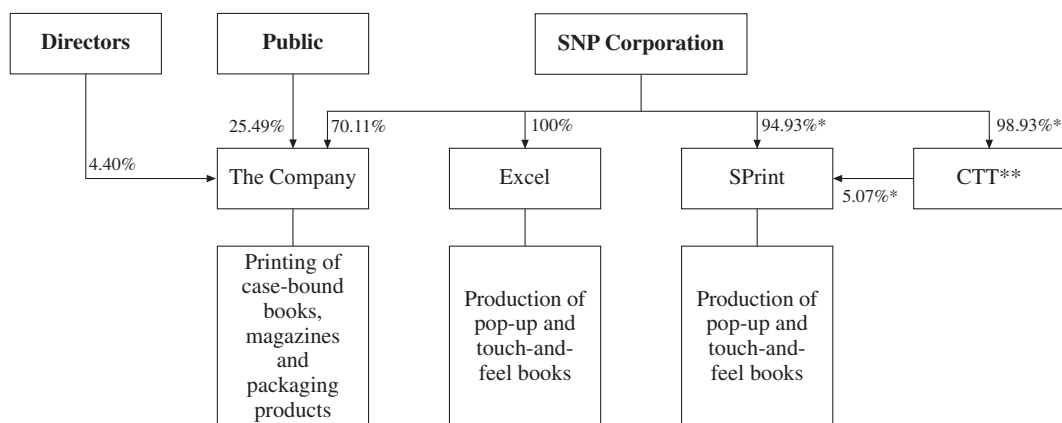 Directors
Public
SNP Corporation
25.49%
70.11%
100%
94.93%*
98.93%*
4.40%
The Company
Excel
SPrint
CTT**
5.07%*
Printing of
case-bound
books,
magazines
and
packaging
products
Production of
pop-up and
touch-and-
feel books
Production of
pop-up and
touch-and-
feel books